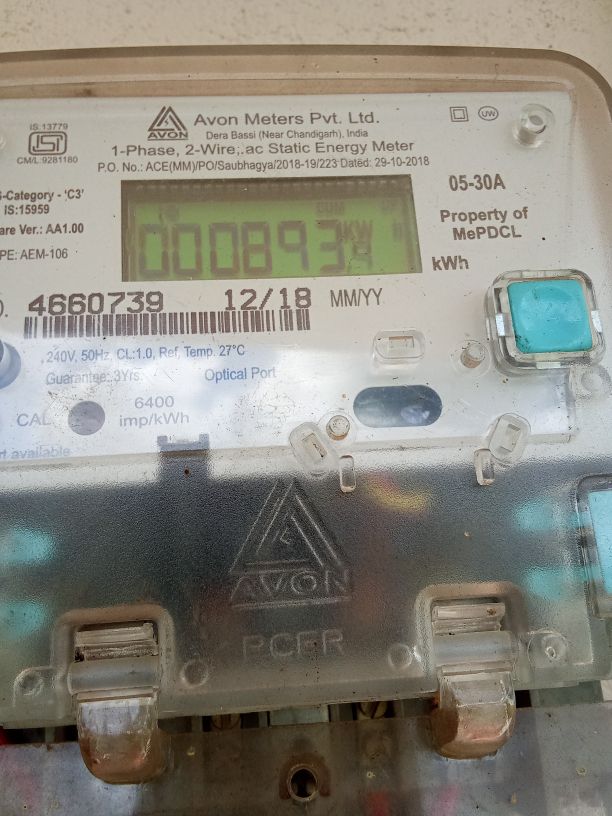 IS:13779
CM/L:9281180
AVON
Avon Meters Pvt. Ltd.
Dera Bassi (Near Chandigarh), India
1-Phase, 2-Wire, ac Static Energy Meter
P.O. No.: ACE(MM)/PO/Saubhagya/2018-19/223 Dated: 29-10-2018
UW
-Category - 'C3'
IS:15959
are Ver.: AA1.00
PE: AEM-106
000893
kWh
05-30A
Property of
MePDCL
4660739 12/18 MM/YY
240V, 50Hz, CL:1.0, Ref, Temp. 27°C
Guarantee: 3Yrs.
Optical Port
CAL
6400
imp/kWh
rt available
AVON